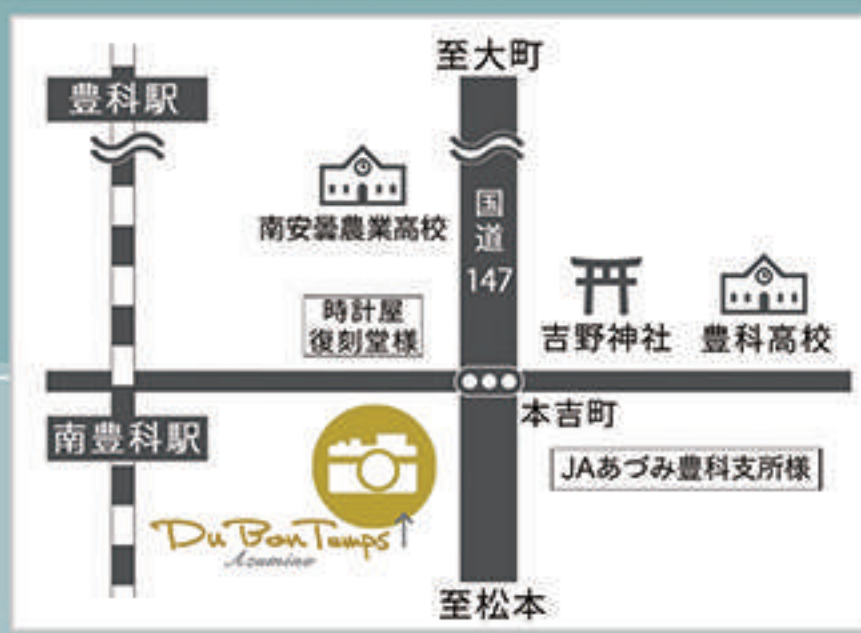 至大町
豊科駅
南安曇農業高校
国道
147
時計屋
復刻堂様
吉野神社
豊科高校
本吉町
南豊科駅
JAあづみ豊科支所様
Du Bon Temps
Azumino
至松本